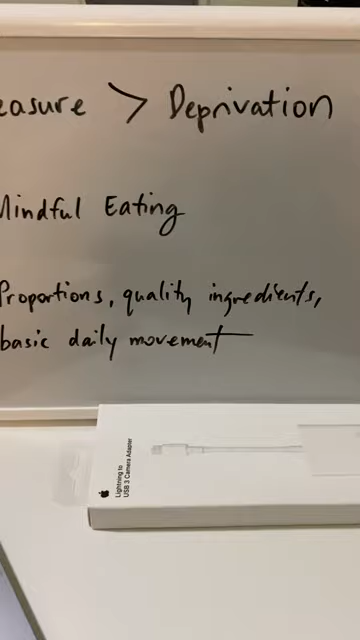 easure > Deprivation
Mindful Eating
Proportions, quality ingredients,
basic daily movement
Lightning to
USB 3 Camera Adapter